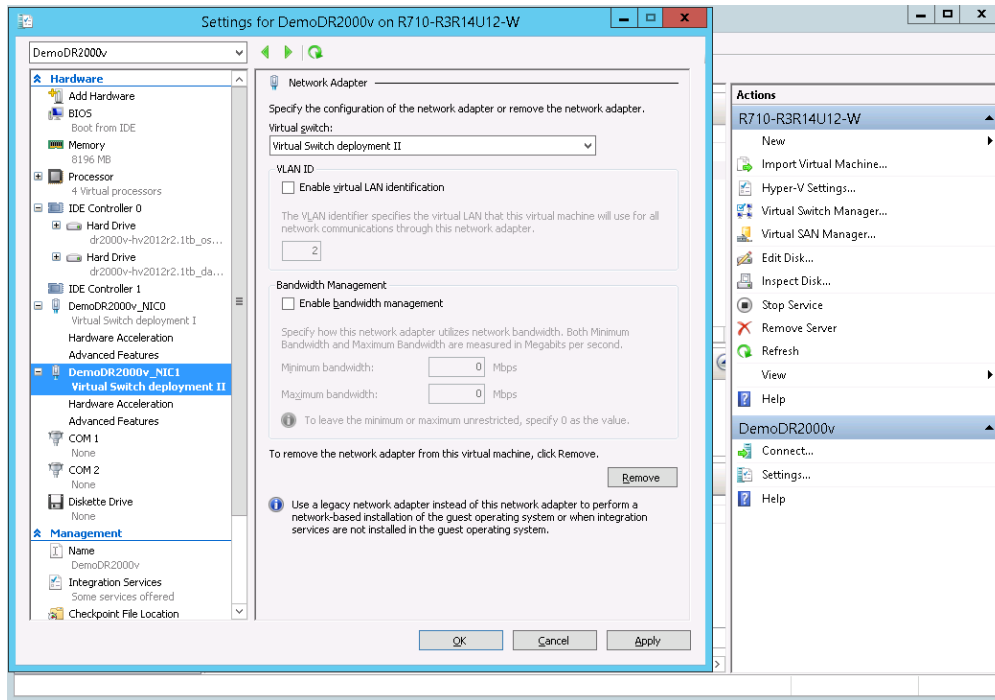 Settings for DemoDR2000v on R710-R3R14U12-W
DemoDR2000v
Hardware
Add Hardware
BIOS
Boot from IDE
Memory
8196 MB
Processor
4 Virtual processors
IDE Controller 0
Hard Drive
dr2000v-hv2012r2.1tb_os...
Hard Drive
dr2000v-hv2012r2.1tb_da...
IDE Controller 1
DemoDR2000v_NIC0
Virtual Switch deployment I
Hardware Acceleration
Advanced Features
DemoDR2000v_NIC1
Virtual Switch deployment II
Hardware Acceleration
Advanced Features
COM 1
None
COM 2
None
Diskette Drive
None
Management
Name
DemoDR2000v
Integration Services
Some services offered
Checkpoint File Location
Network Adapter
Specify the configuration of the network adapter or remove the network adapter.
Virtual switch:
Virtual Switch deployment II
VLAN ID
Enable virtual LAN identification
The VLAN identifier specifies the virtual LAN that this virtual machine will use for all
network communications through this network adapter.
2
Bandwidth Management
Enable bandwidth management
Specify how this network adapter utilizes network bandwidth. Both Minimum
Bandwidth and Maximum Bandwidth are measured in Megabits per second.
Minimum bandwidth: 0 Mbps
Maximum bandwidth: 0 Mbps
To leave the minimum or maximum unrestricted, specify 0 as the value.
To remove the network adapter from this virtual machine, click Remove.
Remove
Use a legacy network adapter instead of this network adapter to perform a
network-based installation of the guest operating system or when integration
services are not installed in the guest operating system.
OK Cancel Apply
Actions
R710-R3R14U12-W
New
Import Virtual Machine...
Hyper-V Settings...
Virtual Switch Manager...
Virtual SAN Manager...
Edit Disk...
Inspect Disk...
Stop Service
Remove Server
Refresh
View
Help
DemoDR2000v
Connect...
Settings...
Help